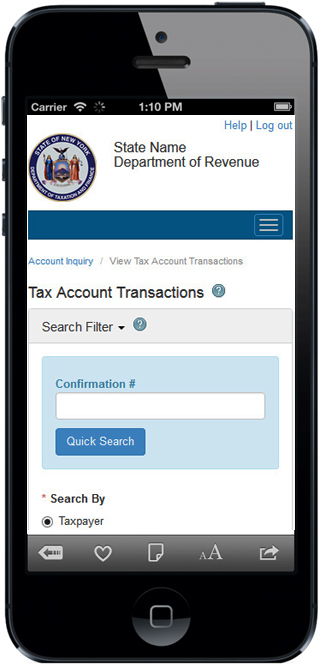 Carrier 1:10 PM
Help | Log out
STATE OF NEW YORK
DEPARTMENT OF TAXATION AND FINANCE
State Name
Department of Revenue
Account Inquiry / View Tax Account Transactions
Tax Account Transactions ?
Search Filter ?
Confirmation #
Quick Search
* Search By
Taxpayer
AA